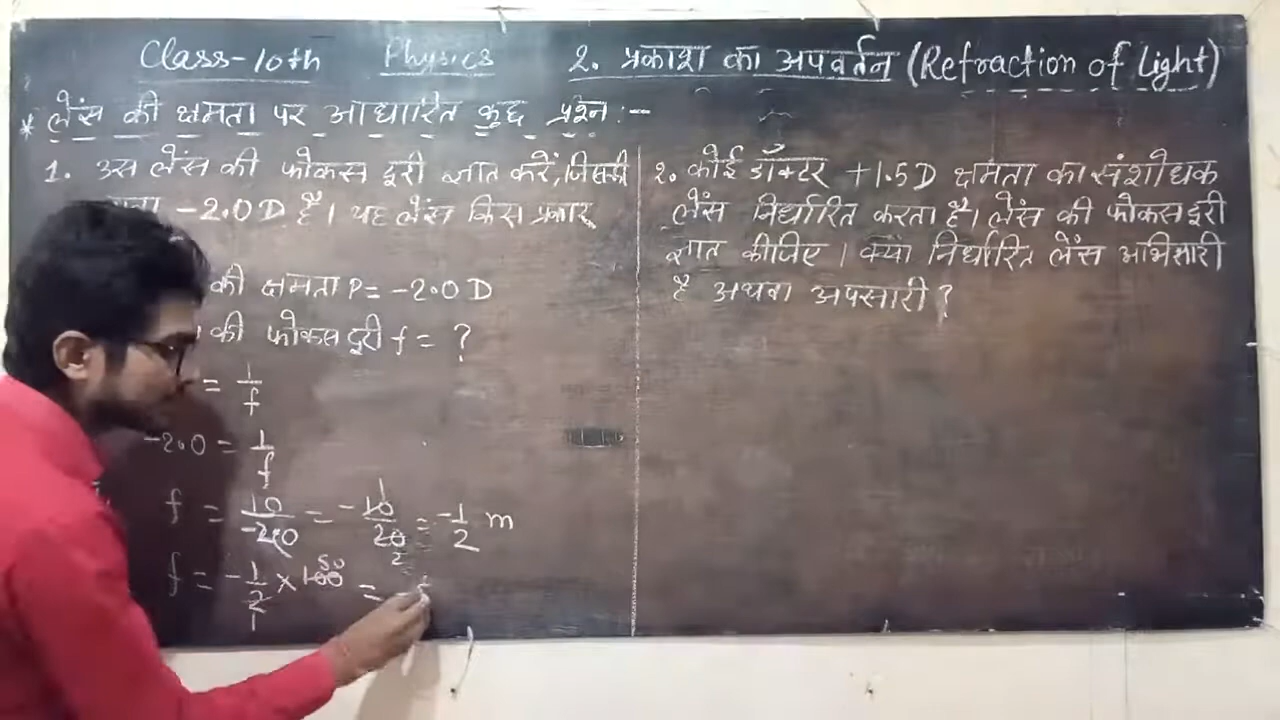 Class-10th Physics 2. प्रकाश का अपवर्तन (Refraction of Light)
* लेंस की क्षमता पर आधारित कुछ प्रश्न :-
1. उस लेंस की फोकस दूरी ज्ञात करें, जिसकी
-2.0D है। यह लेंस किस प्रकार
की क्षमता P = -2.0 D
की फोकस दूरी f = ?
= 1/f
-2.0 = 1/f
f = 10/-20 = -10/20 = -1/2 m
f = -1/2 × 100 =
2. कोई डॉक्टर +1.5D क्षमता का संशोधक
लेंस निर्धारित करता है। लेंस की फोकस दूरी
ज्ञात कीजिए। क्या निर्धारित लेंस अभिसारी
है अथवा अपसारी?